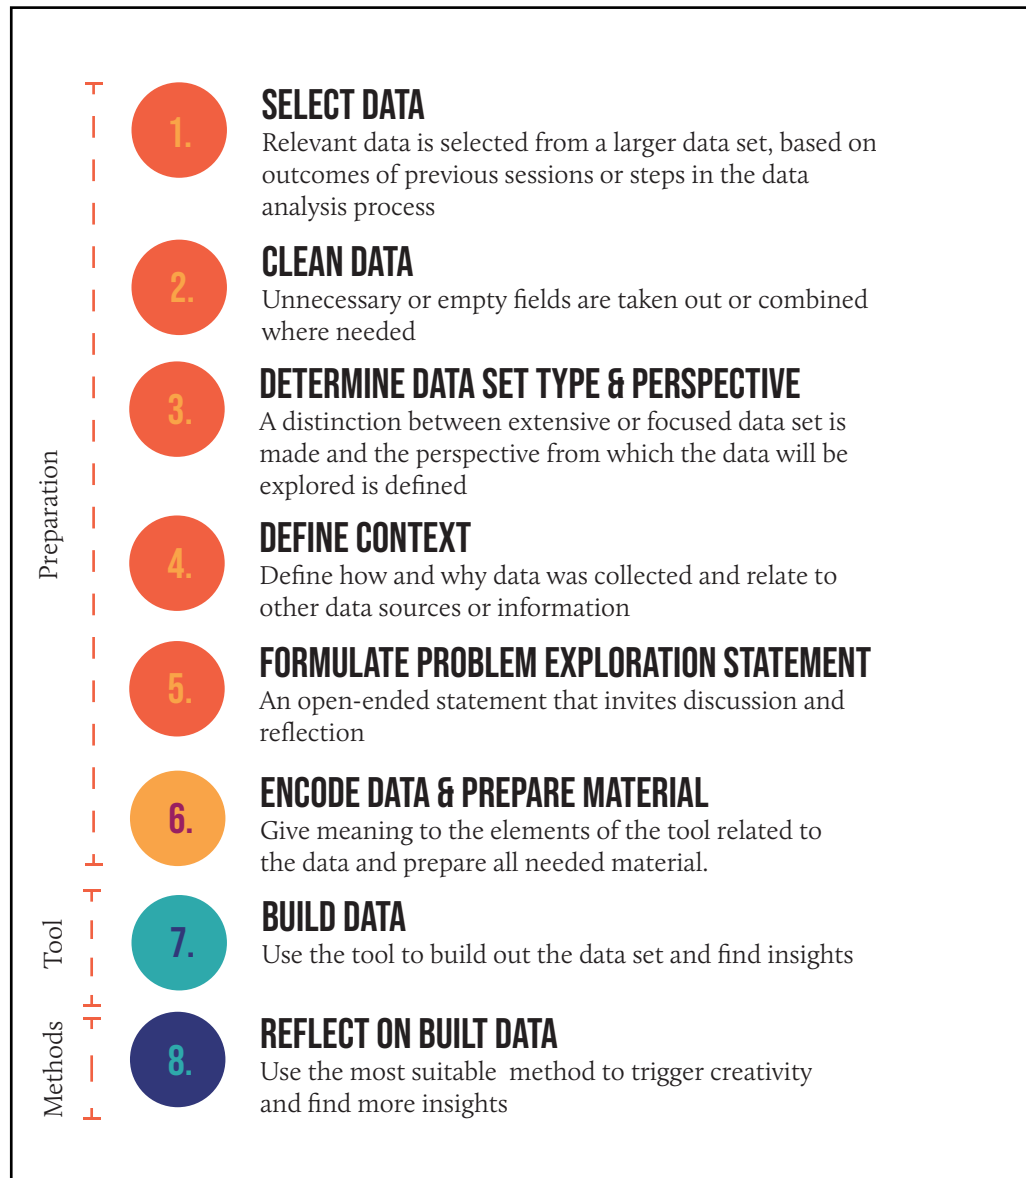 Preparation
1.
SELECT DATA
Relevant data is selected from a larger data set, based on
outcomes of previous sessions or steps in the data
analysis process
2.
CLEAN DATA
Unnecessary or empty fields are taken out or combined
where needed
3.
DETERMINE DATA SET TYPE & PERSPECTIVE
A distinction between extensive or focused data set is
made and the perspective from which the data will be
explored is defined
4.
DEFINE CONTEXT
Define how and why data was collected and relate to
other data sources or information
5.
FORMULATE PROBLEM EXPLORATION STATEMENT
An open-ended statement that invites discussion and
reflection
6.
ENCODE DATA & PREPARE MATERIAL
Give meaning to the elements of the tool related to
the data and prepare all needed material.
Tool
7.
BUILD DATA
Use the tool to build out the data set and find insights
Methods
8.
REFLECT ON BUILT DATA
Use the most suitable  method to trigger creativity
and find more insights